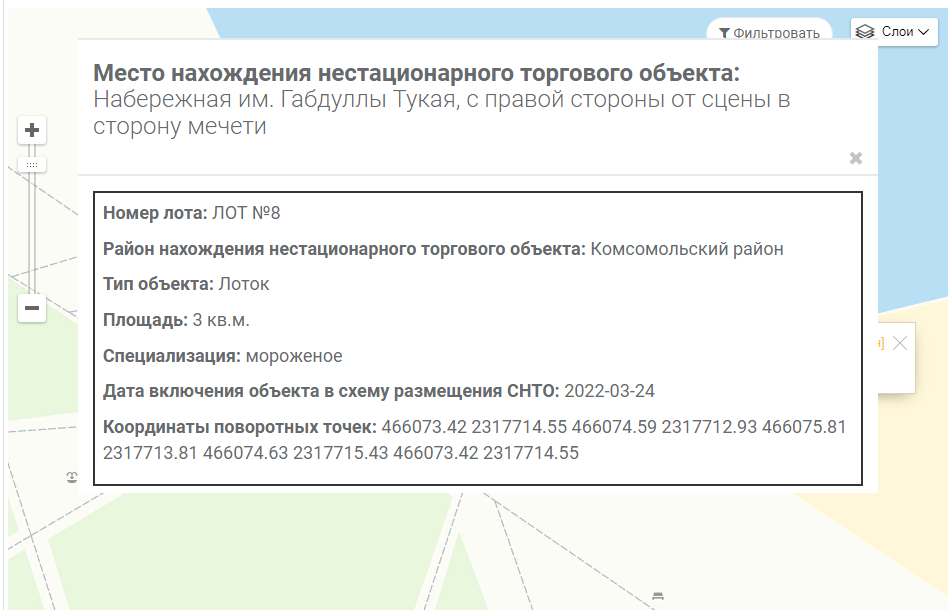 Фильтровать
Слои
Место нахождения нестационарного торгового объекта:
Набережная им. Габдуллы Тукая, с правой стороны от сцены в
сторону мечети
Номер лота: ЛОТ №8
Район нахождения нестационарного торгового объекта: Комсомольский район
Тип объекта: Лоток
Площадь: 3 кв.м.
Специализация: мороженое
Дата включения объекта в схему размещения СНТО: 2022-03-24
Координаты поворотных точек: 466073.42 2317714.55 466074.59 2317712.93 466075.81
2317713.81 466074.63 2317715.43 466073.42 2317714.55